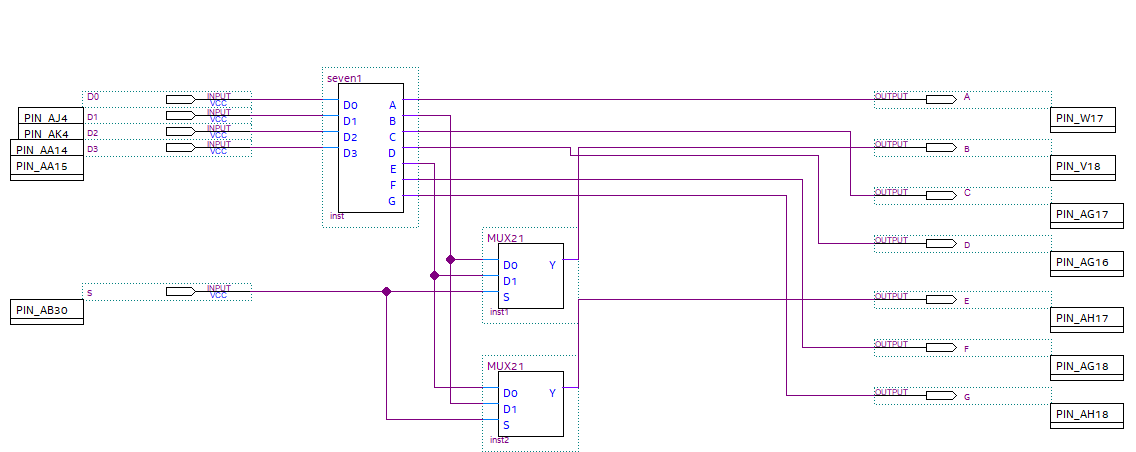 seven1
D0 INPUT VCC
D1 INPUT VCC
D2 INPUT VCC
D3 INPUT VCC
PIN_AJ4
PIN_AK4
PIN_AA14
PIN_AA15
D0 A
D1 B
D2 C
D3 D
E
F
G
inst
OUTPUT A
PIN_W17
OUTPUT B
PIN_V18
OUTPUT C
PIN_AG17
OUTPUT D
PIN_AG16
OUTPUT E
PIN_AH17
OUTPUT F
PIN_AG18
OUTPUT G
PIN_AH18
MUX21
D0 Y
D1
S
inst1
S INPUT VCC
PIN_AB30
MUX21
D0 Y
D1
S
inst2